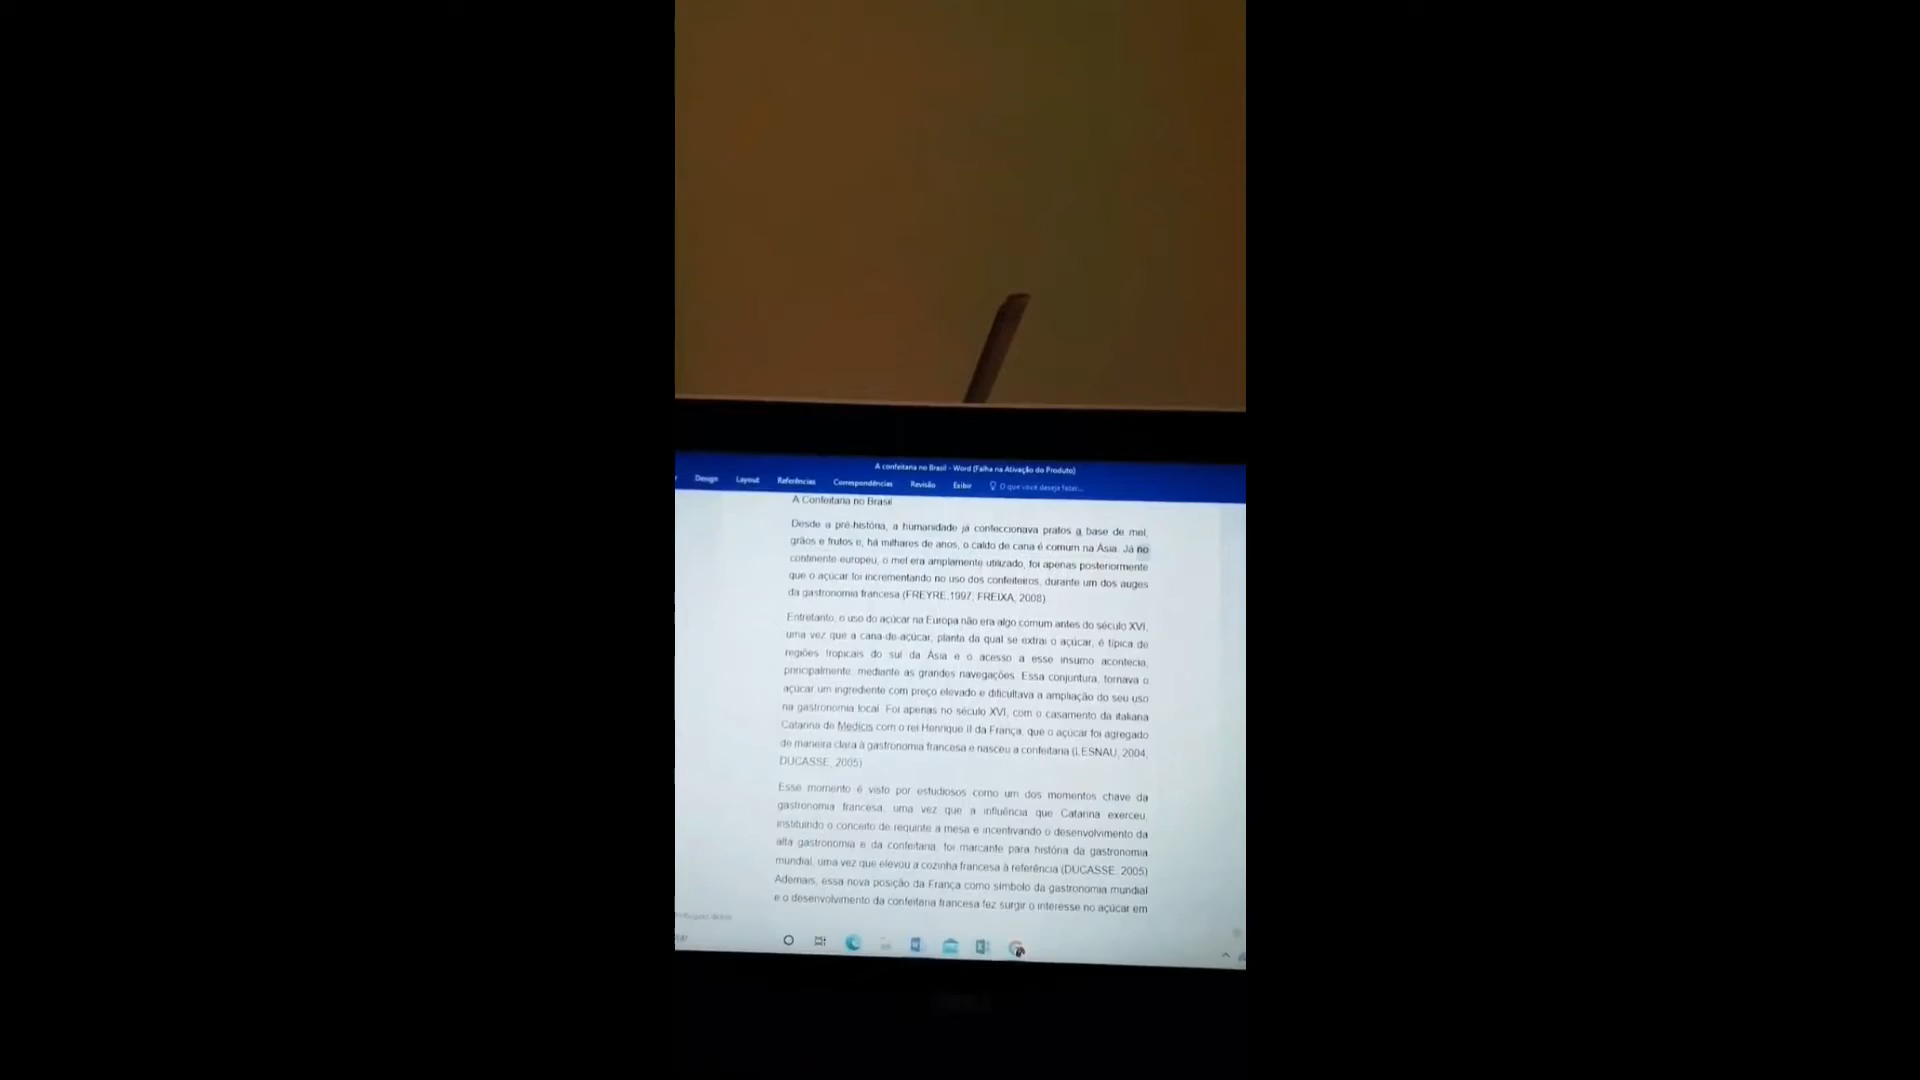 A confeitaria no Brasil - Word (Falha na Ativação do Produto)
Design Layout Referências Correspondências Revisão Exibir O que você deseja fazer...
A Confeitaria no Brasil
Desde a pré-história, a humanidade já confeccionava pratos a base de mel,
grãos e frutos e, há milhares de anos, o caldo de cana é comum na Ásia. Já no
continente europeu, o mel era amplamente utilizado, foi apenas posteriormente
que o açúcar foi incrementando no uso dos confeiteiros, durante um dos auges
da gastronomia francesa (FREYRE,1997; FREIXA, 2008).
Entretanto, o uso do açúcar na Europa não era algo comum antes do século XVI,
uma vez que a cana-de-açúcar, planta da qual se extrai o açúcar, é típica de
regiões tropicais do sul da Ásia e o acesso a esse insumo acontecia,
principalmente, mediante as grandes navegações. Essa conjuntura, tornava o
açúcar um ingrediente com preço elevado e dificultava a ampliação do seu uso
na gastronomia local. Foi apenas no século XVI, com o casamento da italiana
Catarina de Medicis com o rei Henrique II da França, que o açúcar foi agregado
de maneira clara à gastronomia francesa e nasceu a confeitaria (LESNAU, 2004;
DUCASSE, 2005)
Esse momento é visto por estudiosos como um dos momentos chave da
gastronomia francesa, uma vez que a influência que Catarina exerceu,
instituindo o conceito de requinte a mesa e incentivando o desenvolvimento da
alta gastronomia e da confeitaria, foi marcante para história da gastronomia
mundial, uma vez que elevou a cozinha francesa à referência (DUCASSE, 2005)
Ademais, essa nova posição da França como símbolo da gastronomia mundial
e o desenvolvimento da confeitaria francesa fez surgir o interesse no açúcar em